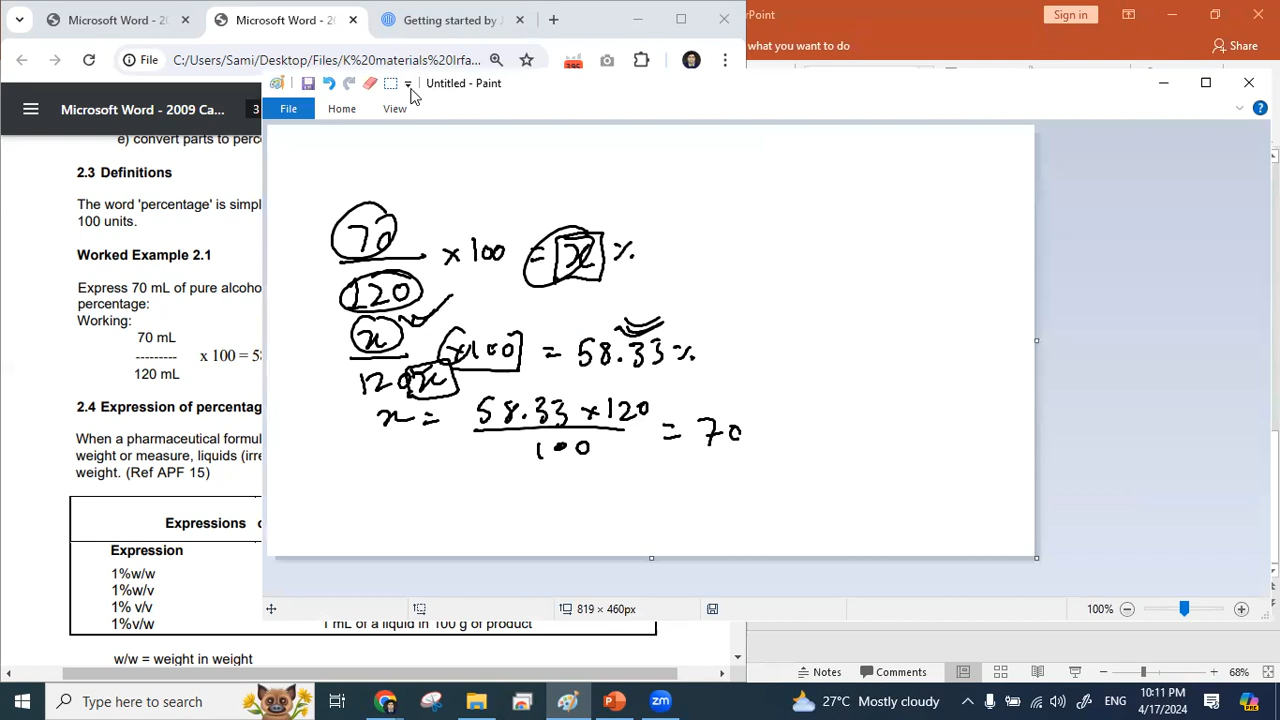 Microsoft Word -
Microsoft Word - 20
Getting started by J
Point
Sign in
File
C:/Users/Sami/Desktop/Files/K%20materials%20Irfa...
what you want to do
Share
Microsoft Word - 2009 Ca...
3
Untitled - Paint
File
Home
View
e) convert parts to perce
2.3 Definitions
The word 'percentage' is simpl
100 units.
Worked Example 2.1
Express 70 mL of pure alcoho
percentage:
Working:
70 mL
---------
x 100 = 58
120 mL
2.4 Expression of percentag
When a pharmaceutical formul
weight or measure, liquids (irre
weight. (Ref APF 15)
Expressions o
Expression
1%w/w
1%w/v
1% v/v
1%v/w
1 mL of a liquid in 100 g of product
w/w = weight in weight
70
120
x 100 = x %
x
120
x 100 = 58.33 %
x
x = 58.33 x 120
100
= 70
819 × 460px
100%
Notes
Comments
68%
Type here to search
27°C Mostly cloudy
ENG
10:11 PM
4/17/2024